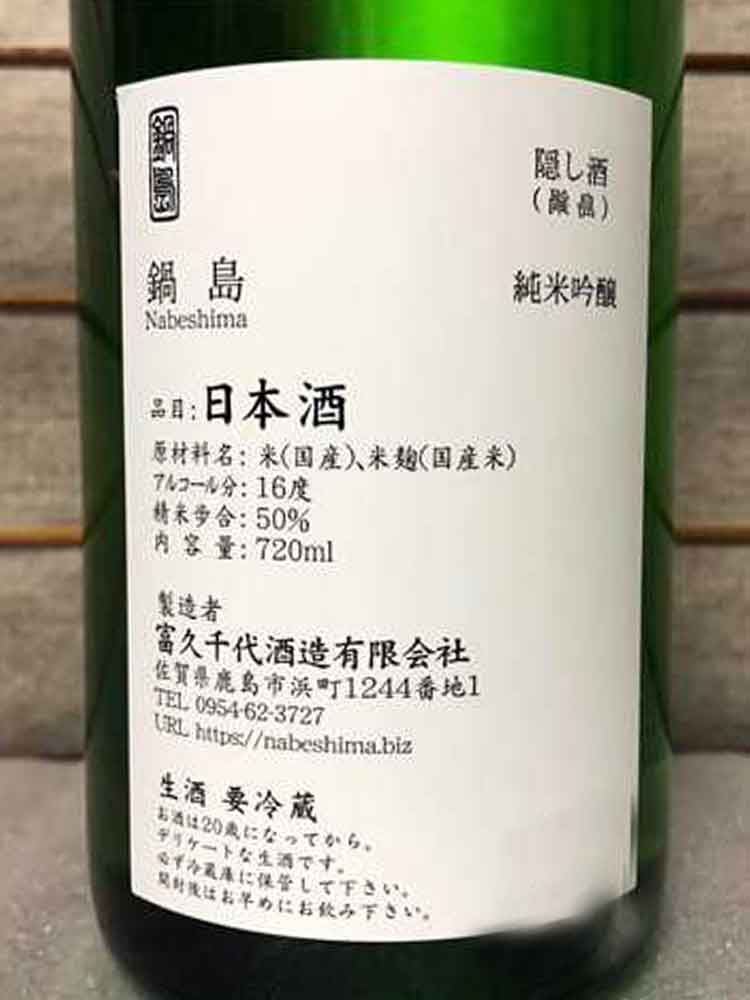 鍋島
隠し酒
(鍋島)
鍋 島
純米吟醸
Nabeshima
品目:日本酒
原材料名:米(国産)、米麹(国産米)
アルコール分:16度
精米歩合:50%
内 容 量:720ml
製造者
富久千代酒造有限会社
佐賀県鹿島市浜町1244番地1
TEL 0954-62-3727
URL https://nabeshima.biz
生酒 要冷蔵
お酒は20歳になってから。
デリケートな生酒です。
必ず冷蔵庫に保管して下さい。
開封後はお早めにお飲み下さい。